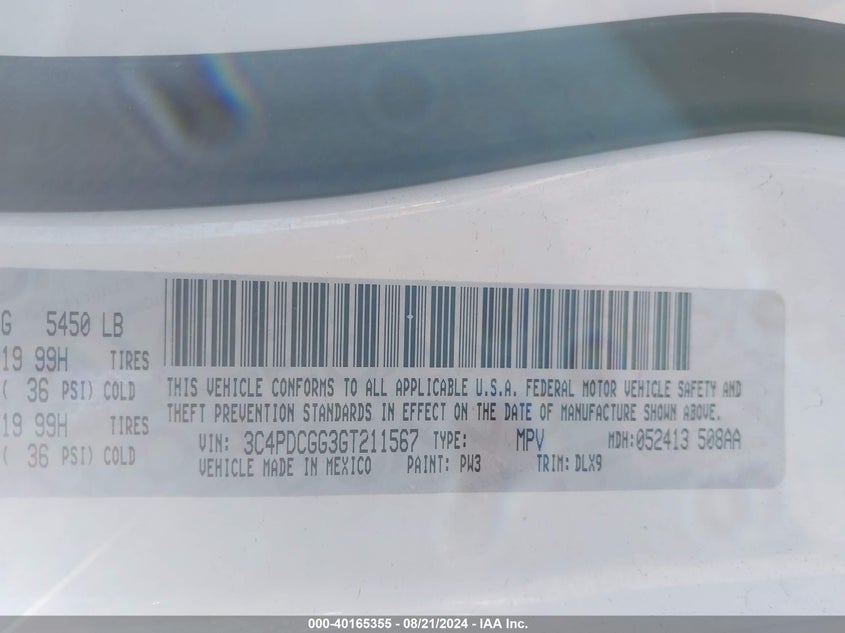 G 5450 LB
19 99H TIRES
( 36 PSI) COLD
19 99H TIRES
( 36 PSI) COLD
THIS VEHICLE CONFORMS TO ALL APPLICABLE U.S.A. FEDERAL MOTOR VEHICLE SAFETY AND
THEFT PREVENTION STANDARDS IN EFFECT ON THE DATE OF MANUFACTURE SHOWN ABOVE.
VIN: 3C4PDCGG3GT211567 TYPE: MPV MDH:052413 508AA
VEHICLE MADE IN MEXICO PAINT: PW3 TRIM: DLX9
000-40165355 - 08/21/2024 - IAA Inc.